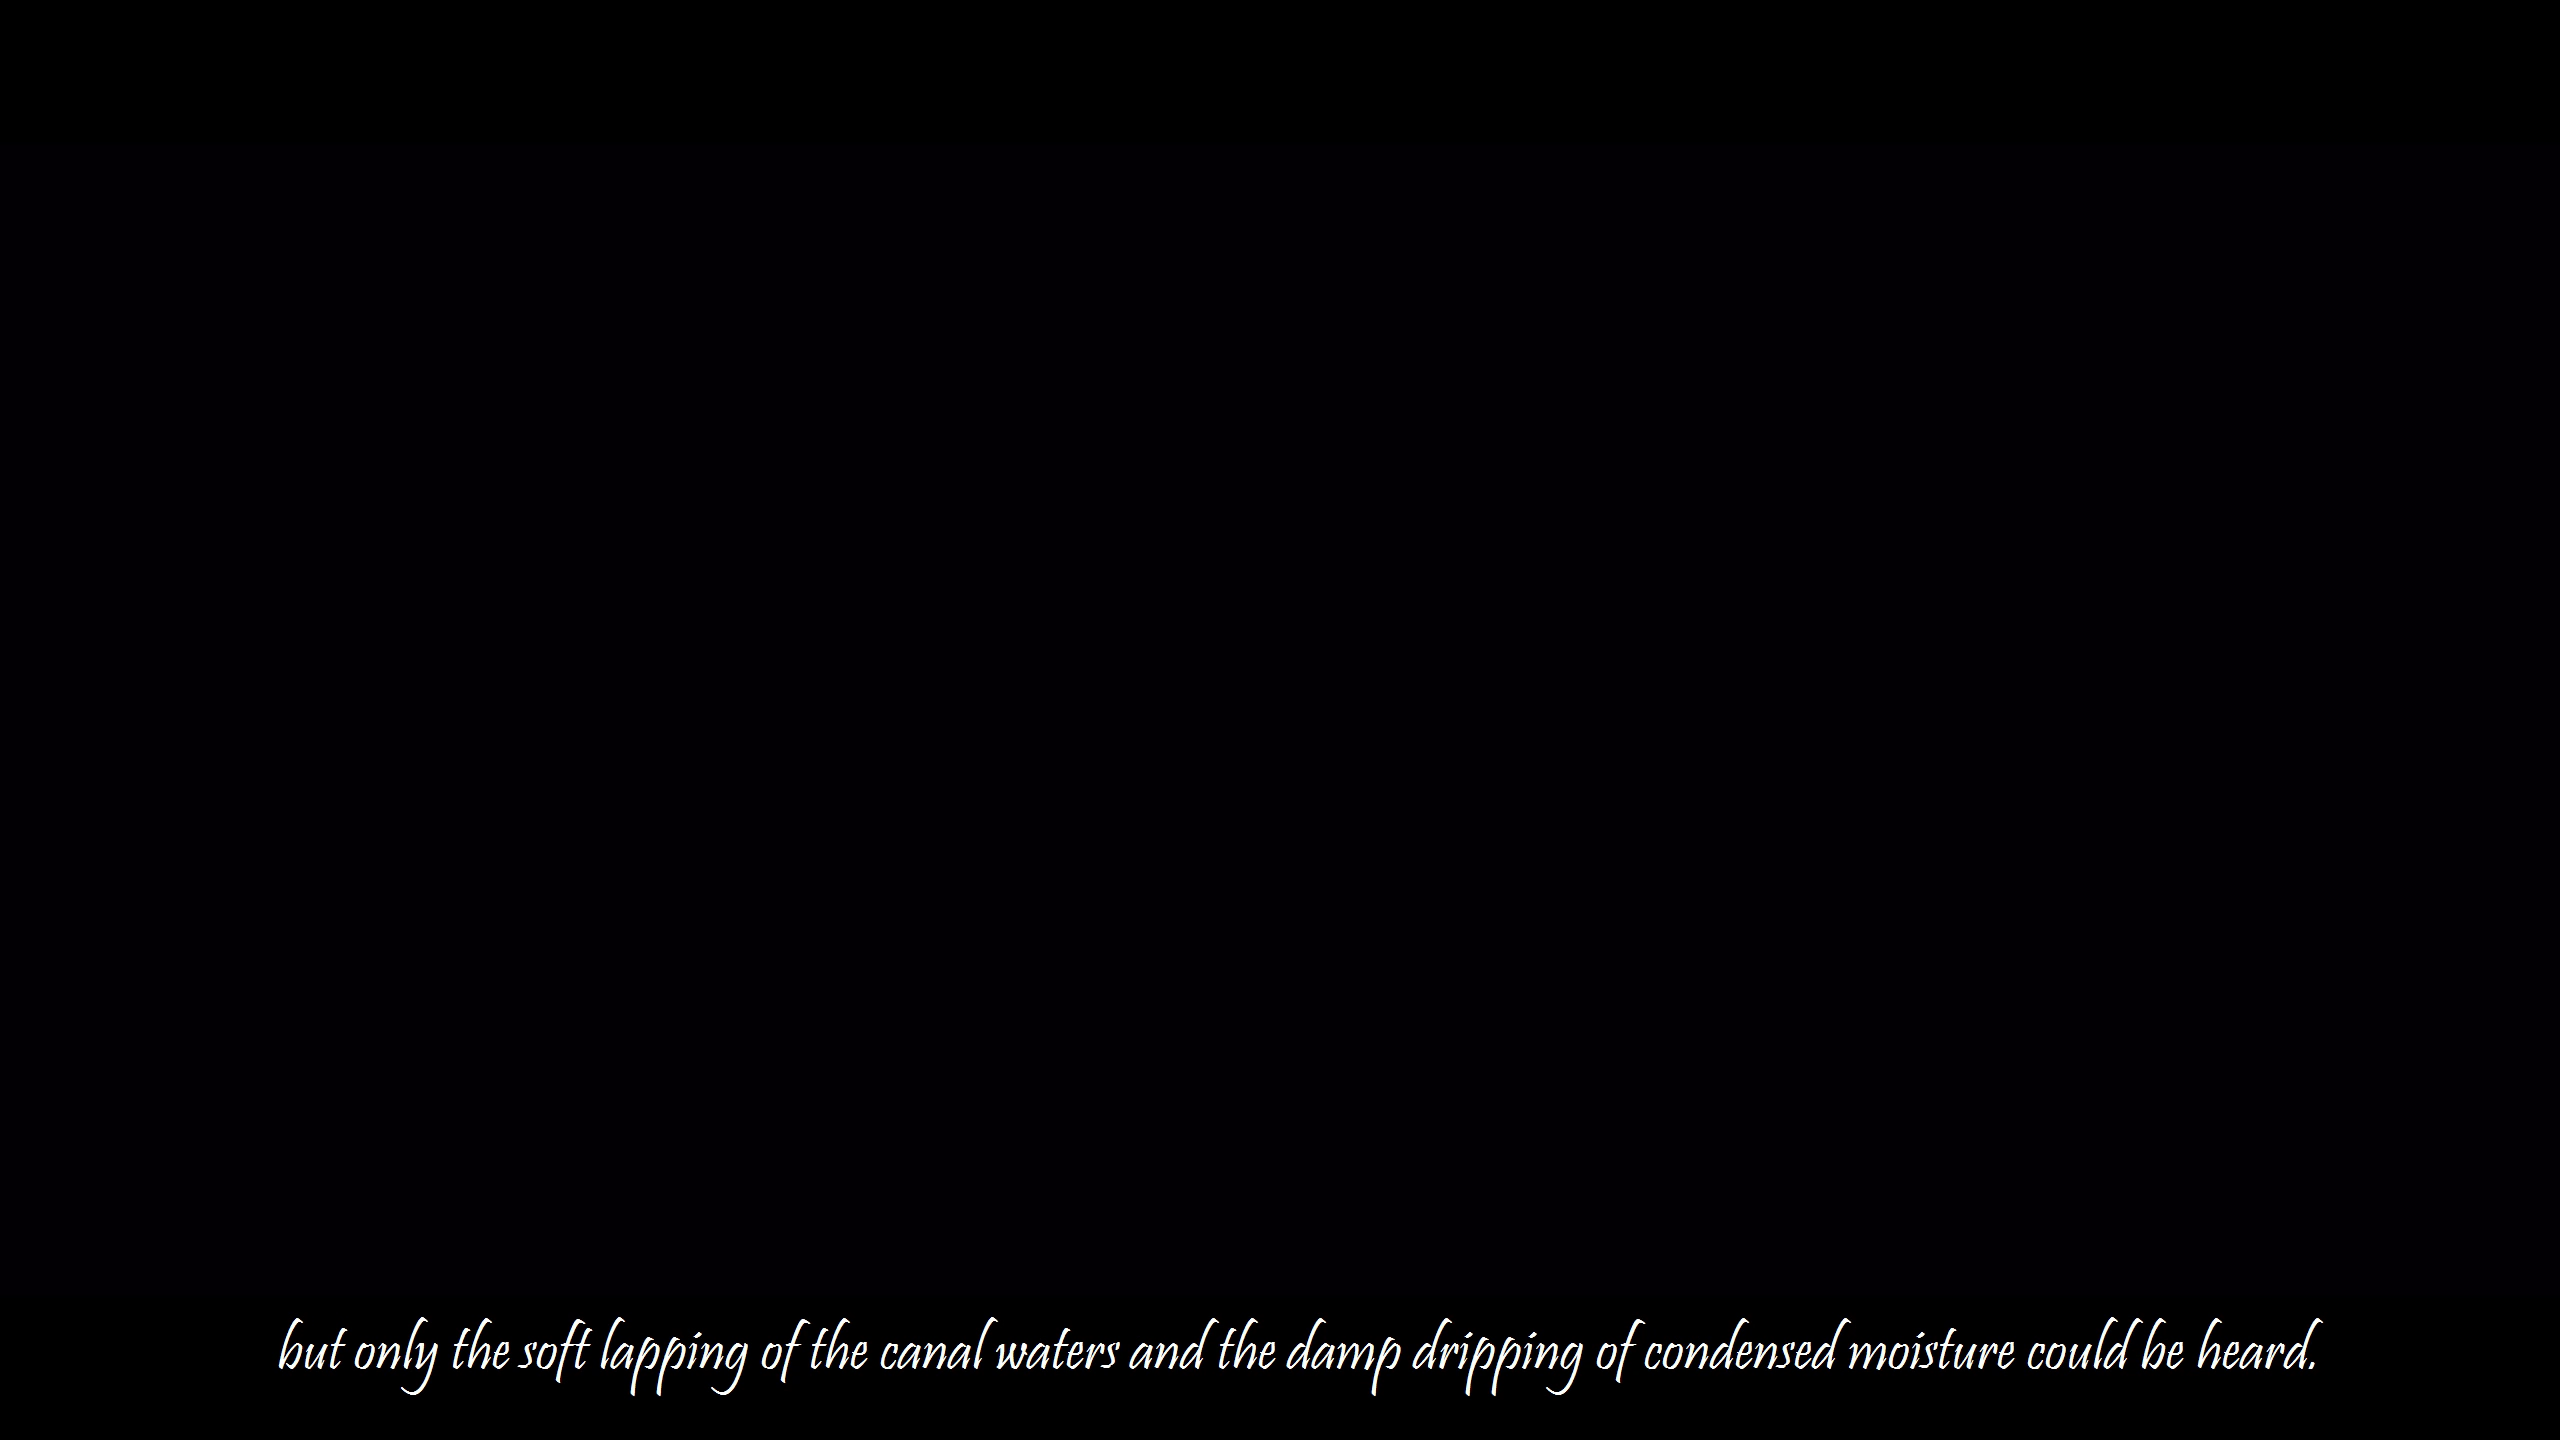 but only the soft lapping of the canal waters and the damp dripping of condensed moisture could be heard.